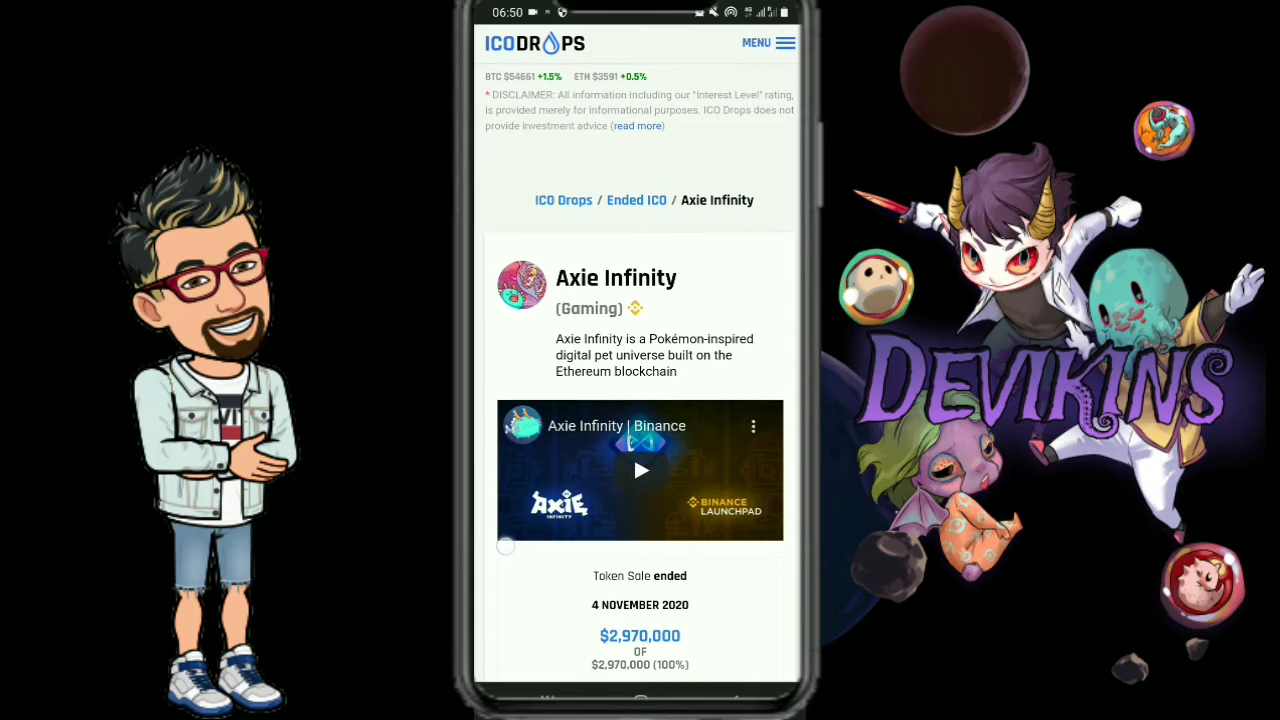 06:50
ICODROPS
MENU
BTC $54661 +1.5% ETH $3591 +0.5%
* DISCLAIMER: All information including our "Interest Level" rating,
is provided merely for informational purposes. ICO Drops does not
provide investment advice (read more)
ICO Drops / Ended ICO / Axie Infinity
Axie Infinity
(Gaming)
Axie Infinity is a Pokémon-inspired
digital pet universe built on the
Ethereum blockchain
Axie Infinity | Binance
AXIE
INFINITY
BINANCE
LAUNCHPAD
Token Sale ended
4 NOVEMBER 2020
$2,970,000
OF
$2,970,000 (100%)
DEVIKINS